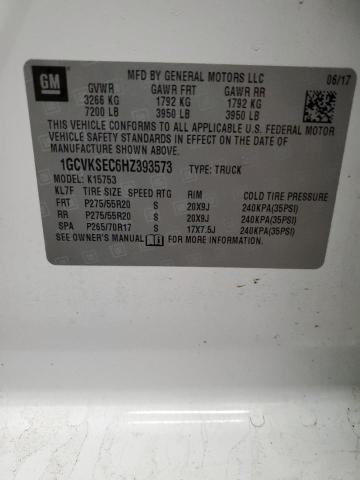 GM
MFD BY GENERAL MOTORS LLC 06/17
GVWR GAWR FRT GAWR RR
3266 KG 1792 KG 1792 KG
7200 LB 3950 LB 3950 LB
THIS VEHICLE CONFORMS TO ALL APPLICABLE U.S. FEDERAL MOTOR
VEHICLE SAFETY STANDARDS IN EFFECT ON THE DATE OF
MANUFACTURE SHOWN ABOVE.
1GCVKSEC6HZ393573 TYPE: TRUCK
MODEL: K15753
KL7F TIRE SIZE SPEED RTG RIM COLD TIRE PRESSURE
FRT P275/55R20 S 20X9J 240KPA(35PSI)
RR P275/55R20 S 20X9J 240KPA(35PSI)
SPA P265/70R17 S 17X7.5J 240KPA(35PSI)
SEE OWNER'S MANUAL FOR MORE INFORMATION.